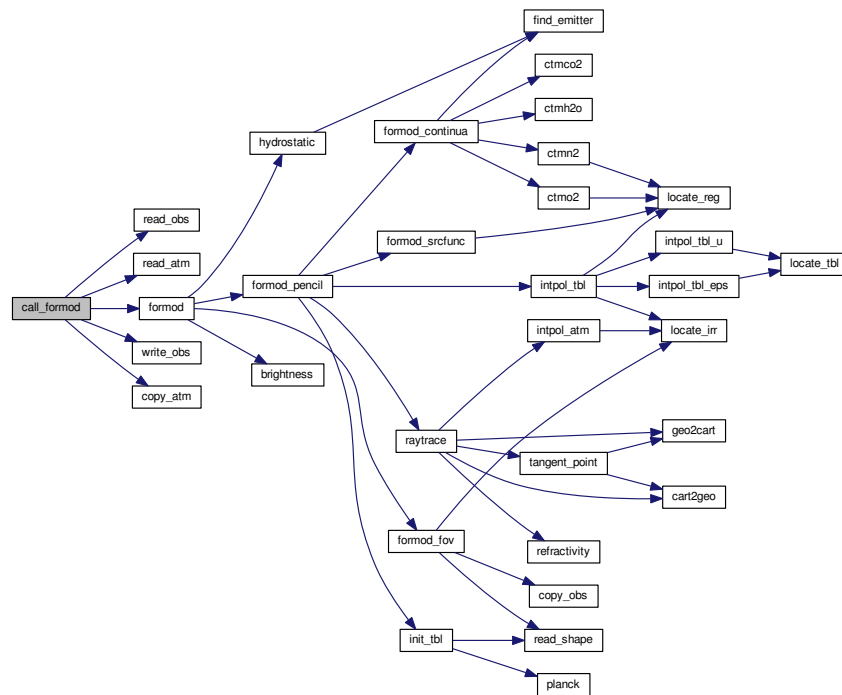 find_emitter
ctmco2
ctmh2o
formod_continua
hydrostatic
ctmn2
ctmo2
locate_reg
read_obs
formod_srcfunc
intpol_tbl_u
locate_tbl
read_atm
formod_pencil
intpol_tbl
intpol_tbl_eps
call_formod
formod
intpol_atm
locate_irr
write_obs
brightness
copy_atm
raytrace
geo2cart
tangent_point
cart2geo
formod_fov
refractivity
copy_obs
init_tbl
read_shape
planck